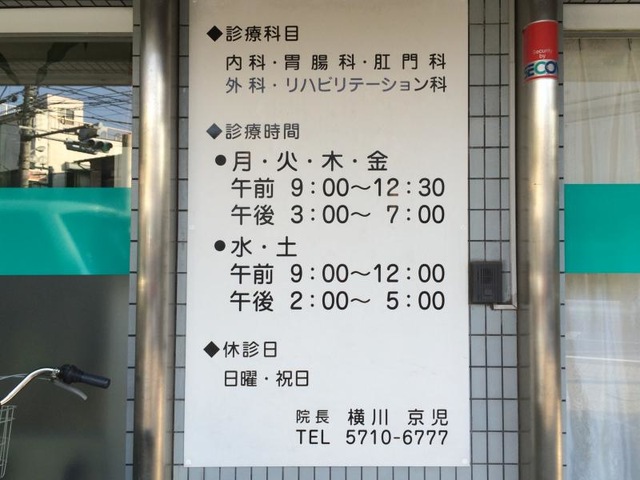 ◆診療科目
内科・胃腸科・肛門科
外科・リハビリテーション科
◆診療時間
●月・火・木・金
午前 9:00〜12:30
午後 3:00〜 7:00
●水・土
午前 9:00〜12:00
午後 2:00〜 5:00
◆休診日
日曜・祝日
院長 横川 京児
TEL 5710-6777
Security
by
SECOM